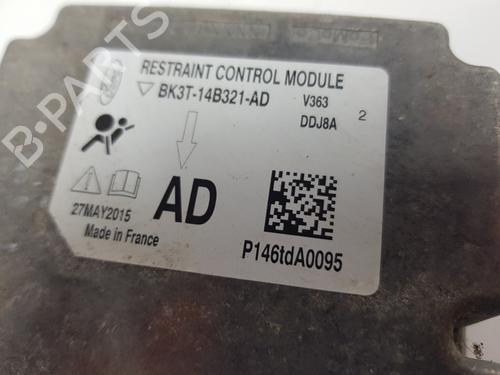 B-PARTS
RESTRAINT CONTROL MODULE
BK3T-14B321-AD V363 2
DDJ8A
AD
27MAY2015
Made in France
P146tdA0095